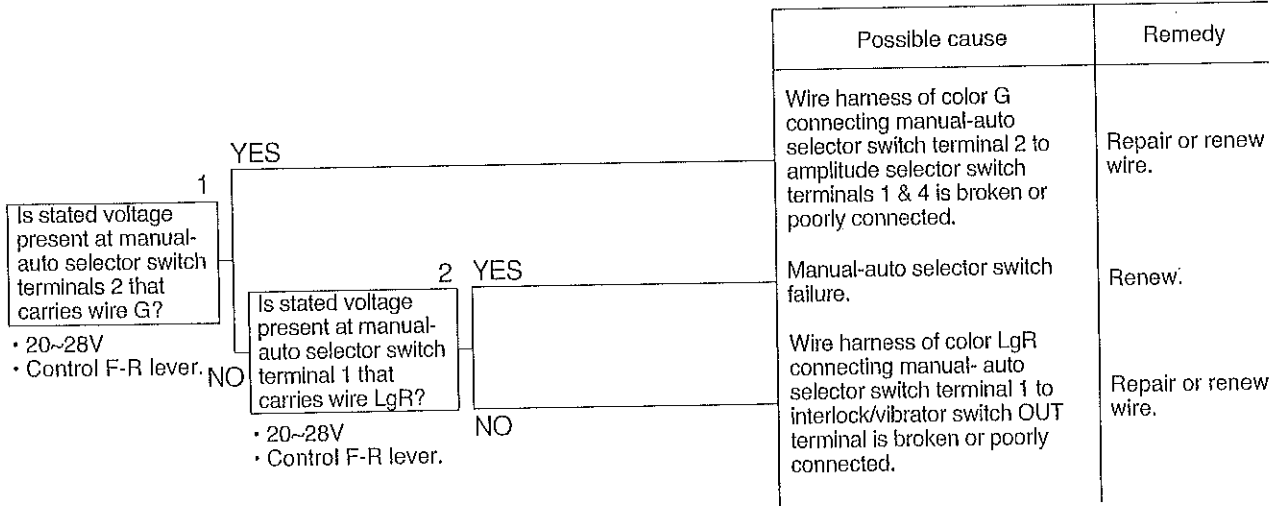 Possible cause
Remedy
Wire harness of color G
connecting manual-auto
selector switch terminal 2 to
amplitude selector switch
terminals 1 & 4 is broken or
poorly connected.
Repair or renew
wire.
YES
1
Is stated voltage
present at manual-
auto selector switch
terminals 2 that
carries wire G?
• 20~28V
• Control F-R lever.
NO
2
YES
Is stated voltage
present at manual-
auto selector switch
terminal 1 that
carries wire LgR?
• 20~28V
• Control F-R lever.
NO
Manual-auto selector switch
failure.
Renew.
Wire harness of color LgR
connecting manual- auto
selector switch terminal 1 to
interlock/vibrator switch OUT
terminal is broken or poorly
connected.
Repair or renew
wire.